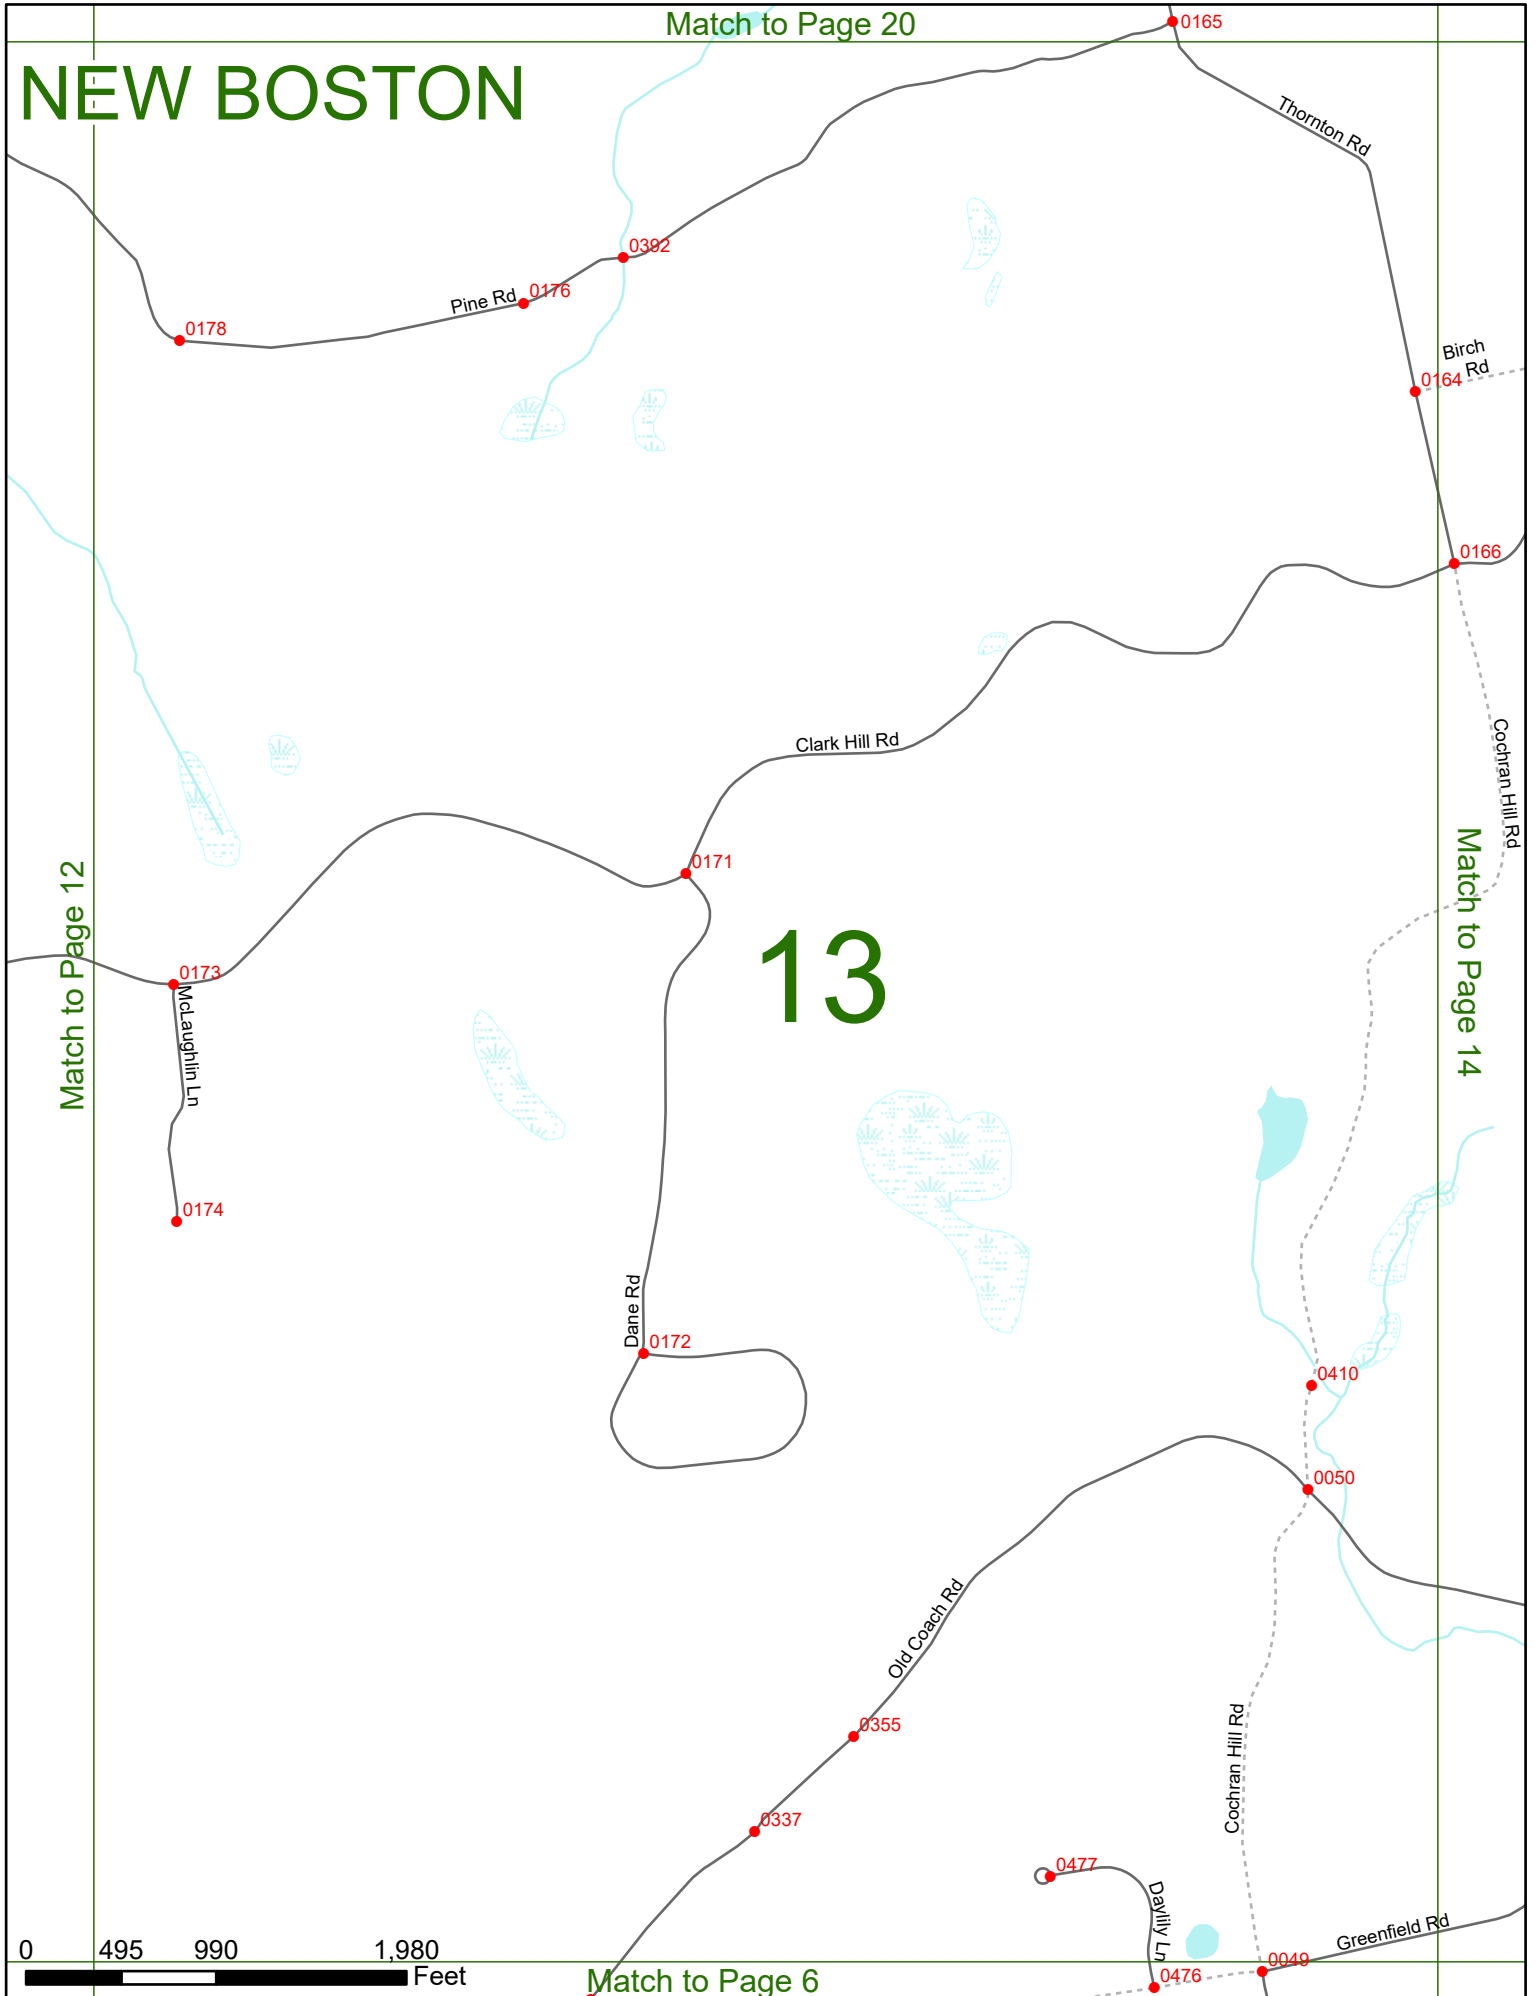 Match to Page 20
0165
NEW BOSTON
Thornton Rd
0392
Pine Rd
0176
0178
Birch
Rd
0164
0166
Cochran Hill Rd
Clark Hill Rd
Match to Page 12
0171
Match to Page 14
13
0173
McLaughlin Ln
0174
Dane Rd
0172
0410
0050
Old Coach Rd
0355
Cochran Hill Rd
0337
0477
Daylily Ln
Greenfield Rd
0 495 990 1,980
Feet
0049
Match to Page 6
0476